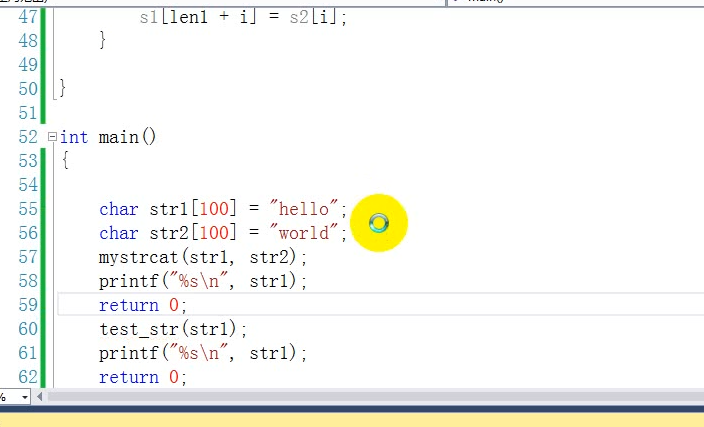 47 s1[len1 + i] = s2[i];
48 }
49
50 }
51
52 int main()
53 {
54
55 char str1[100] = "hello";
56 char str2[100] = "world";
57 mystrcat(str1, str2);
58 printf("%s\n", str1);
59 return 0;
60 test_str(str1);
61 printf("%s\n", str1);
62 return 0;
%